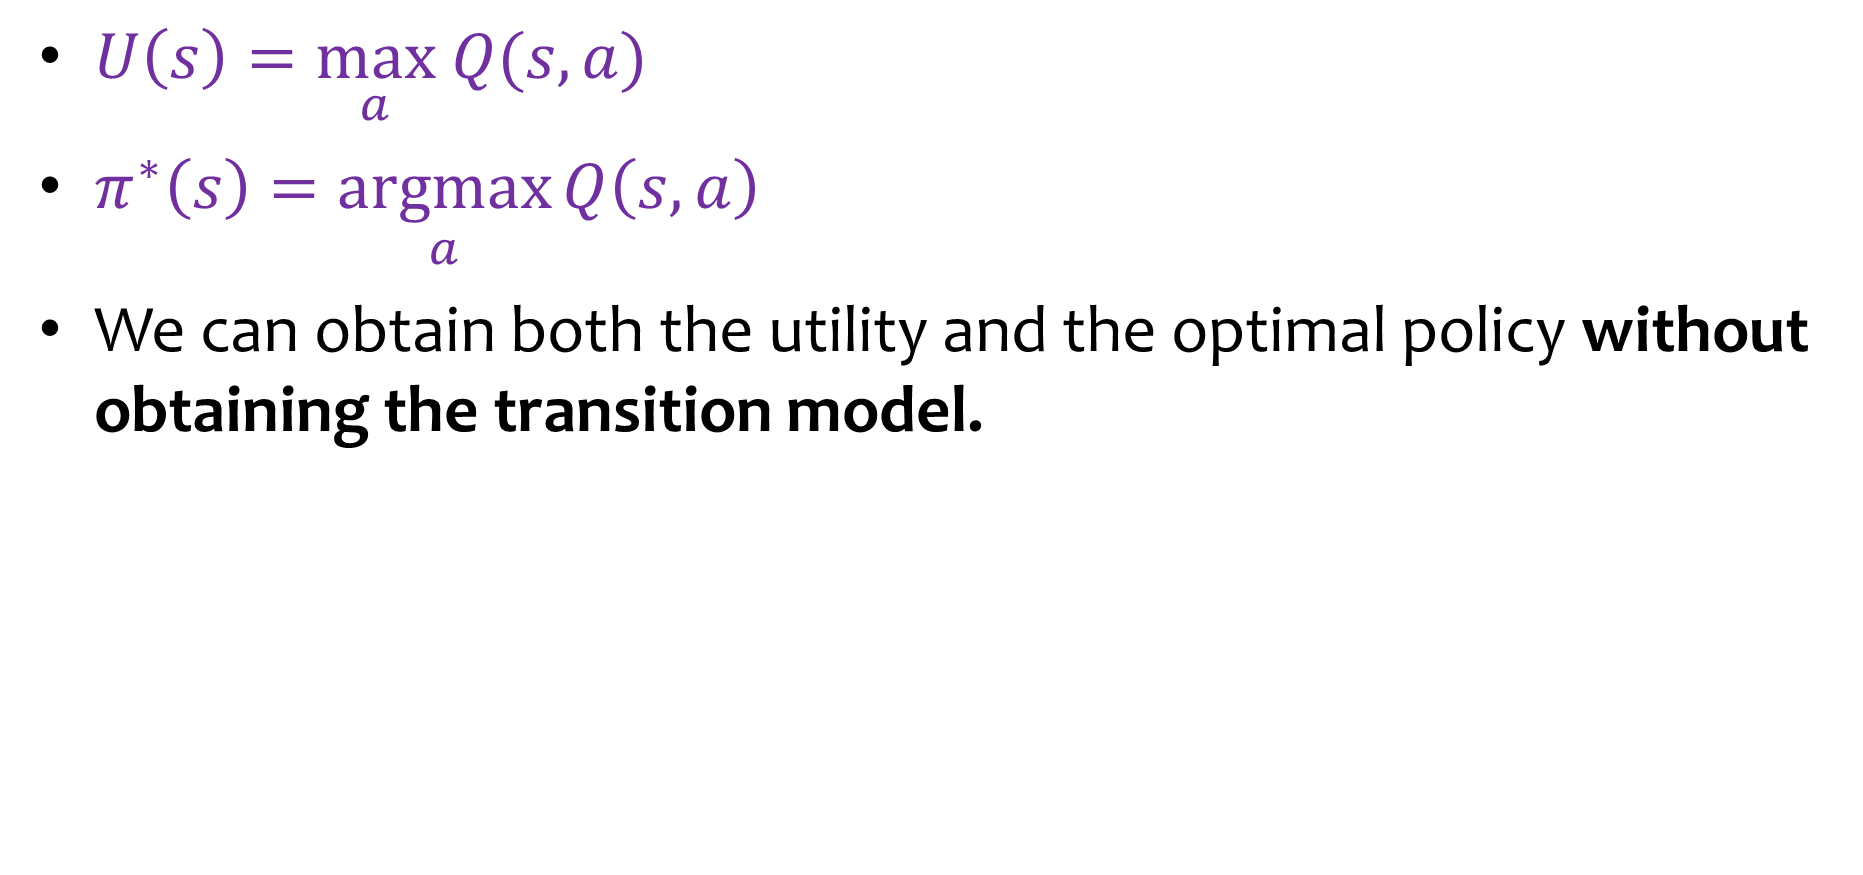 • U(s) = max Q(s, a)
a
• π*(s) = argmax Q(s, a)
a
• We can obtain both the utility and the optimal policy without
obtaining the transition model.